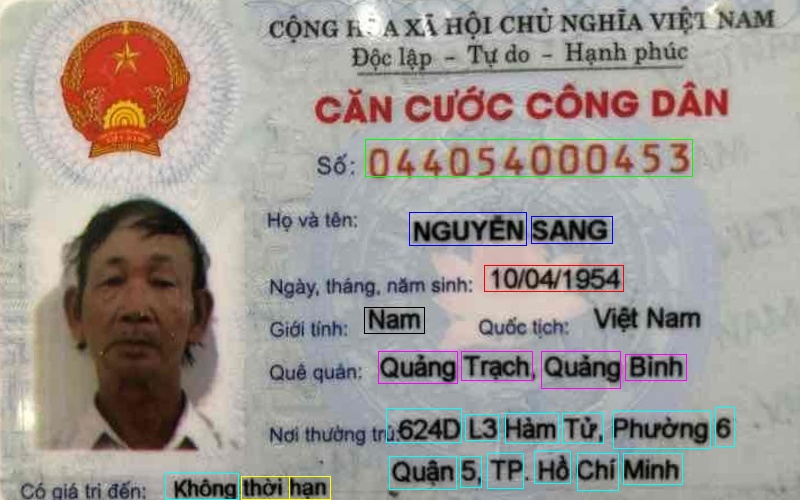 CỘNG HÒA XÃ HỘI CHỦ NGHĨA VIỆT NAM
Độc lập - Tự do - Hạnh phúc
CĂN CƯỚC CÔNG DÂN
Số: 044054000453
Họ và tên: NGUYỄN SANG
Ngày, tháng, năm sinh: 10/04/1954
Giới tính: Nam Quốc tịch: Việt Nam
Quê quán: Quảng Trạch, Quảng Bình
Nơi thường trú: 624D L3 Hàm Tử, Phường 6
Quận 5, TP. Hồ Chí Minh
Có giá trị đến: Không thời hạn